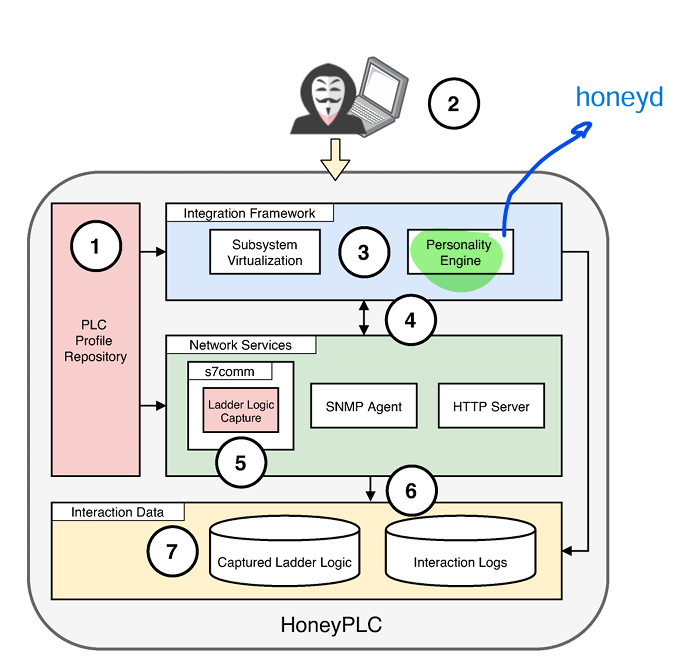 2
honeyd
Integration Framework
1
Subsystem
Virtualization
3
Personality
Engine
PLC
Profile
Repository
4
Network Services
s7comm
Ladder Logic
Capture
SNMP Agent
HTTP Server
5
6
Interaction Data
7
Captured Ladder Logic
Interaction Logs
HoneyPLC